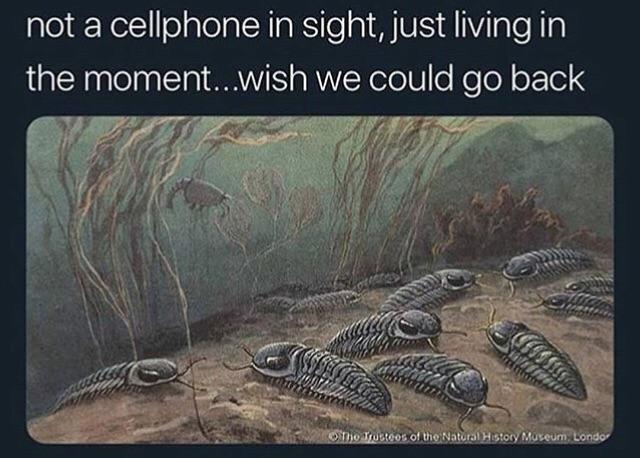 not a cellphone in sight, just living in
the moment...wish we could go back
© The Trustees of the Natural History Museum, London